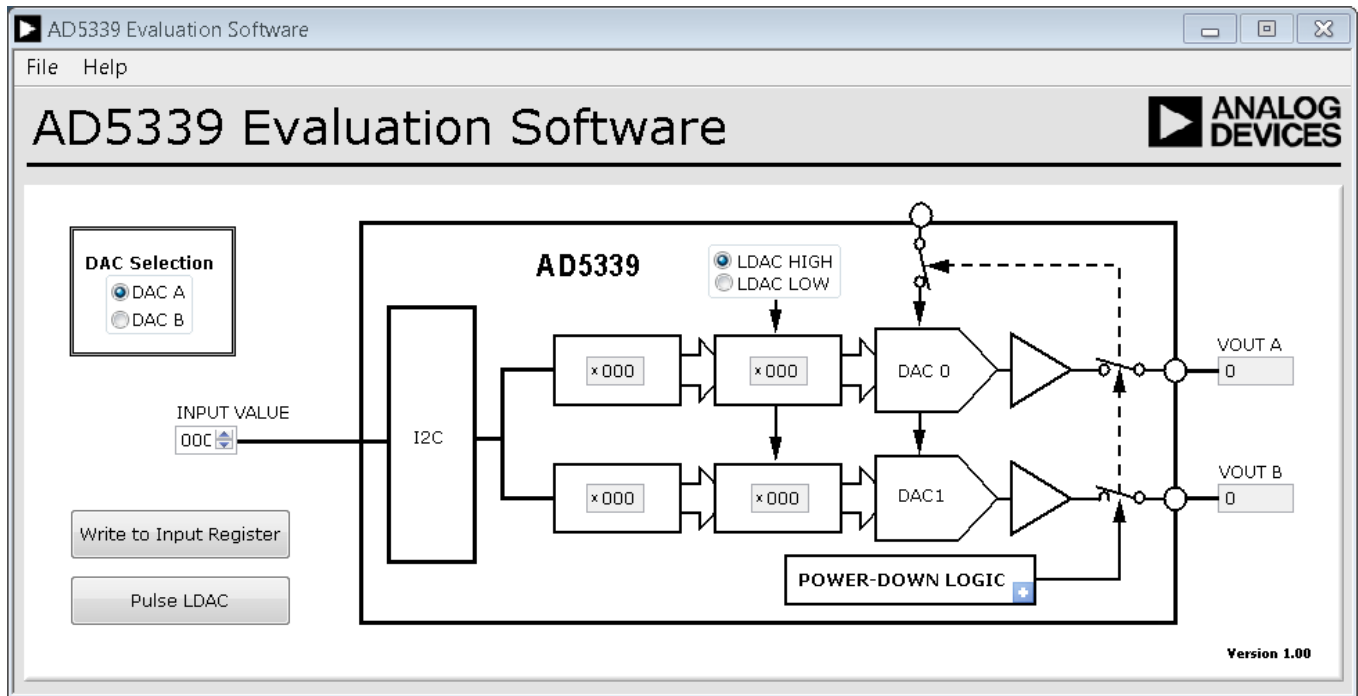 AD5339 Evaluation Software
File Help
AD5339 Evaluation Software
ANALOG
DEVICES
DAC Selection
DAC A
DAC B
AD5339
LDAC HIGH
LDAC LOW
INPUT VALUE
000
I2C
x000
x000
DAC 0
VOUT A
0
x000
x000
DAC1
VOUT B
0
Write to Input Register
Pulse LDAC
POWER-DOWN LOGIC
Version 1.00